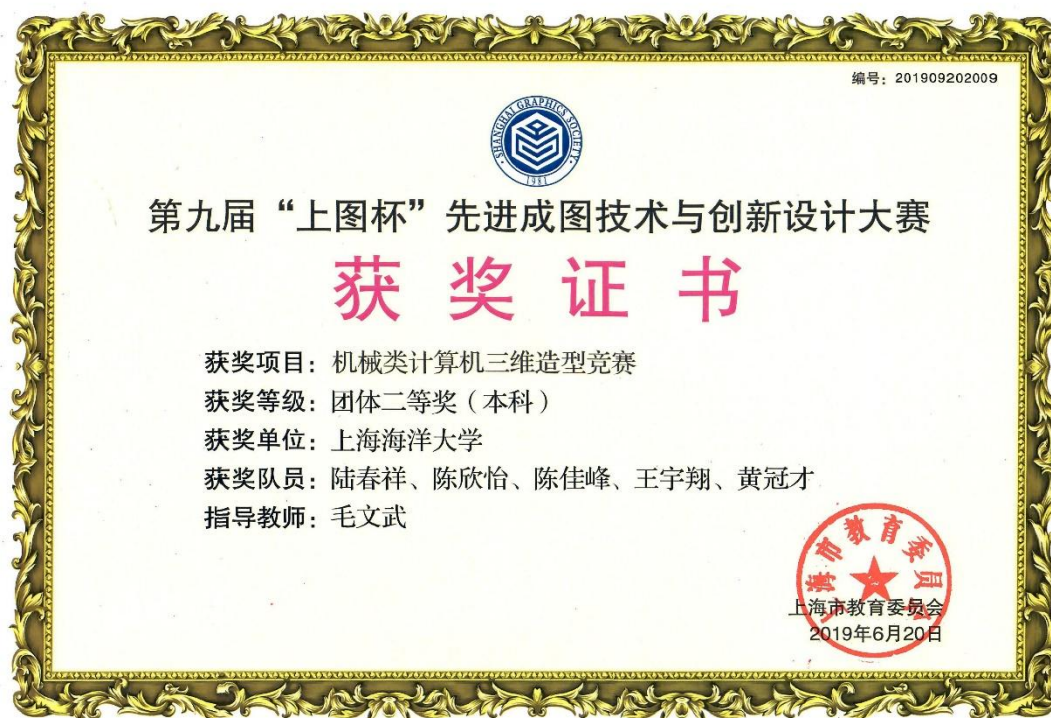 编号：201909202009
SHANGHAI GRAPHICS SOCIETY
1981
第九届“上图杯”先进成图技术与创新设计大赛
获奖证书
获奖项目：机械类计算机三维造型竞赛
获奖等级：团体二等奖（本科）
获奖单位：上海海洋大学
获奖队员：陆春祥、陈欣怡、陈佳峰、王宇翔、黄冠才
指导教师：毛文武
上海市教育委员会
上海市教育委员会
2019年6月20日